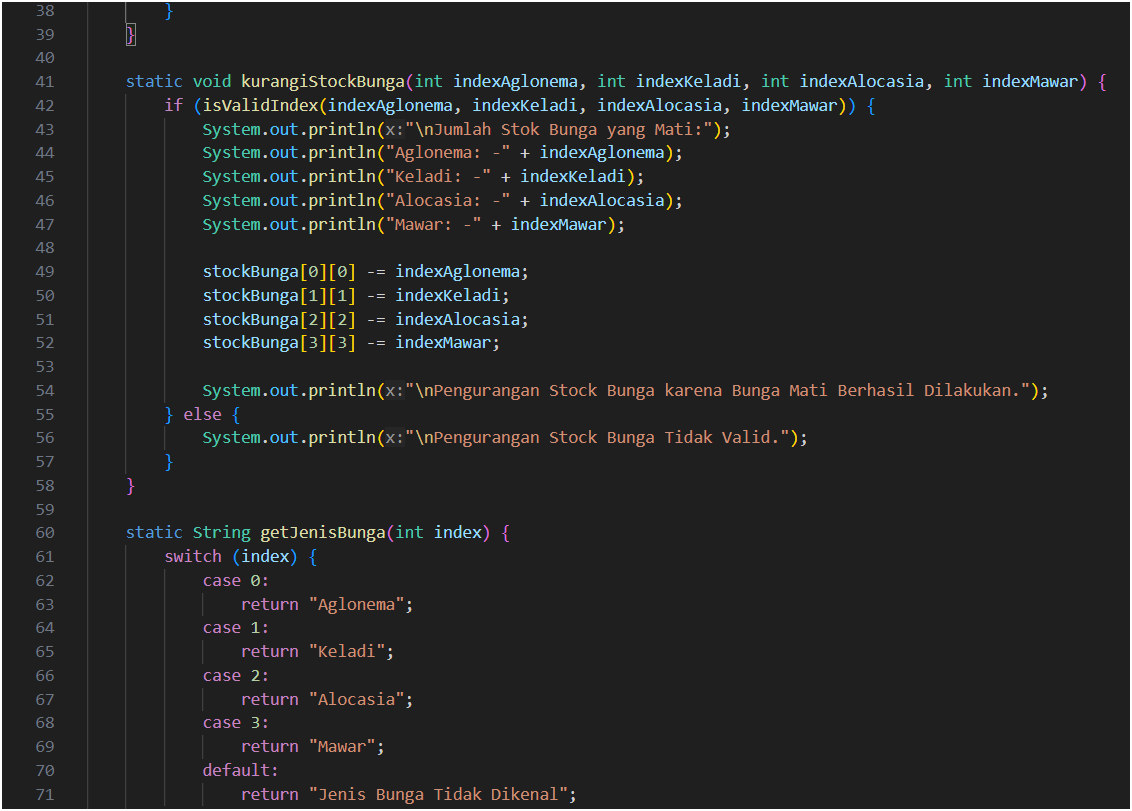 38 }
39 }
40
41 static void kurangiStockBunga(int indexAglonema, int indexKeladi, int indexAlocasia, int indexMawar) {
42 if (isValidIndex(indexAglonema, indexKeladi, indexAlocasia, indexMawar)) {
43 System.out.println(x:"\nJumlah Stok Bunga yang Mati:");
44 System.out.println("Aglonema: -" + indexAglonema);
45 System.out.println("Keladi: -" + indexKeladi);
46 System.out.println("Alocasia: -" + indexAlocasia);
47 System.out.println("Mawar: -" + indexMawar);
48
49 stockBunga[0][0] -= indexAglonema;
50 stockBunga[1][1] -= indexKeladi;
51 stockBunga[2][2] -= indexAlocasia;
52 stockBunga[3][3] -= indexMawar;
53
54 System.out.println(x:"\nPengurangan Stock Bunga karena Bunga Mati Berhasil Dilakukan.");
55 } else {
56 System.out.println(x:"\nPengurangan Stock Bunga Tidak Valid.");
57 }
58 }
59
60 static String getJenisBunga(int index) {
61 switch (index) {
62 case 0:
63 return "Aglonema";
64 case 1:
65 return "Keladi";
66 case 2:
67 return "Alocasia";
68 case 3:
69 return "Mawar";
70 default:
71 return "Jenis Bunga Tidak Dikenal";